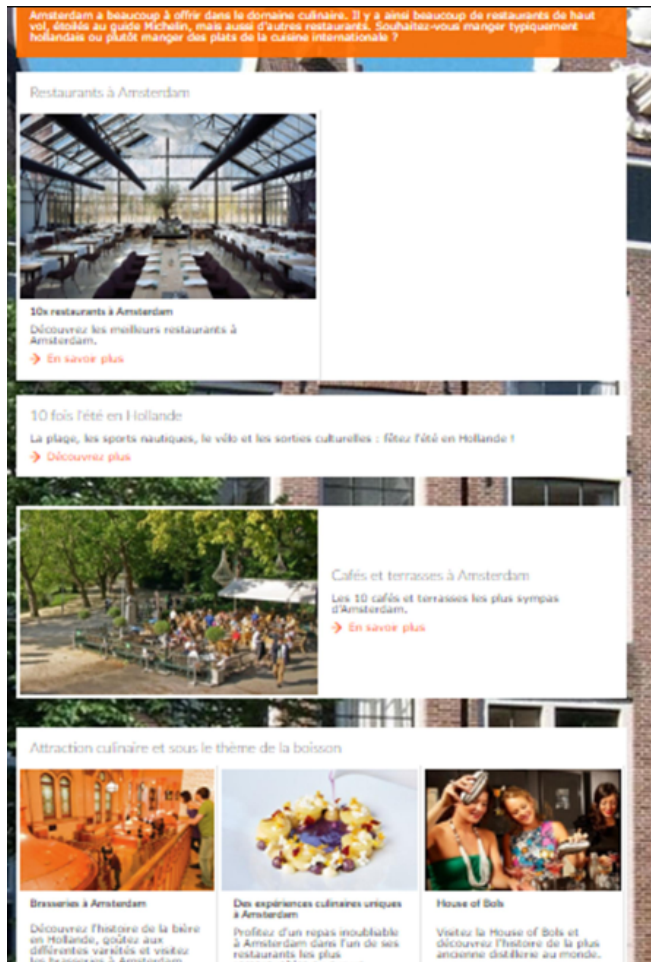 Amsterdam a beaucoup à offrir dans le domaine culinaire. Il y a ainsi beaucoup de restaurants de haut
vol, étoilés au guide Michelin, mais aussi d'autres restaurants. Souhaitez-vous manger typiquement
hollandais ou plutôt manger des plats de la cuisine internationale ?
Restaurants à Amsterdam
10x restaurants à Amsterdam
Découvrez les meilleurs restaurants à
Amsterdam.
En savoir plus
10 fois l'été en Hollande
La plage, les sports nautiques, le vélo et les sorties culturelles : fêtez l'été en Hollande !
Découvrez plus
Cafés et terrasses à Amsterdam
Les 10 cafés et terrasses les plus sympas
d'Amsterdam.
En savoir plus
Attraction culinaire et sous le thème de la boisson
Brasseries à Amsterdam
Découvrez l'histoire de la bière
en Hollande, goûtez aux
différentes variétés et visitez
les brasseries à Amsterdam
Des expériences culinaires uniques
à Amsterdam
Profitez d'un repas inoubliable
à Amsterdam dans l'un de ses
restaurants les plus
House of Bols
Visitez la House of Bols et
découvrez l'histoire de la plus
ancienne distillerie au monde.